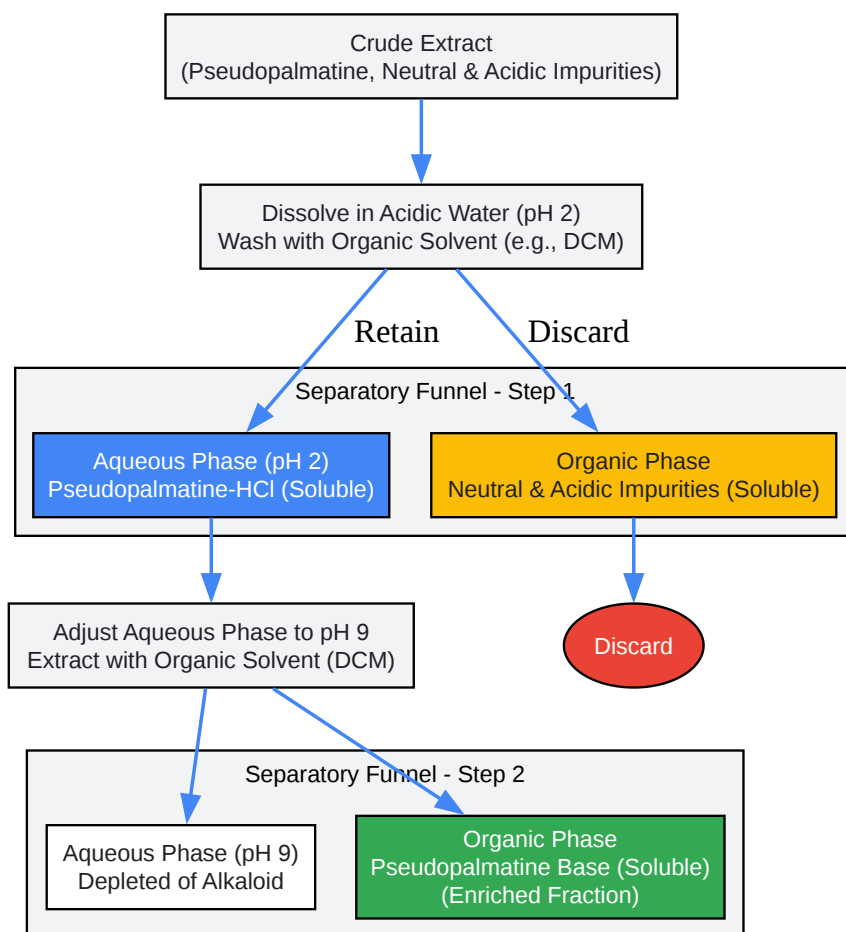 Crude Extract
(Pseudopalmatine, Neutral & Acidic Impurities)
Dissolve in Acidic Water (pH 2)
Wash with Organic Solvent (e.g., DCM)
Retain
Discard
Separatory Funnel - Step 1
Aqueous Phase (pH 2)
Pseudopalmatine-HCl (Soluble)
Organic Phase
Neutral & Acidic Impurities (Soluble)
Adjust Aqueous Phase to pH 9
Extract with Organic Solvent (DCM)
Discard
Separatory Funnel - Step 2
Aqueous Phase (pH 9)
Depleted of Alkaloid
Organic Phase
Pseudopalmatine Base (Soluble)
(Enriched Fraction)